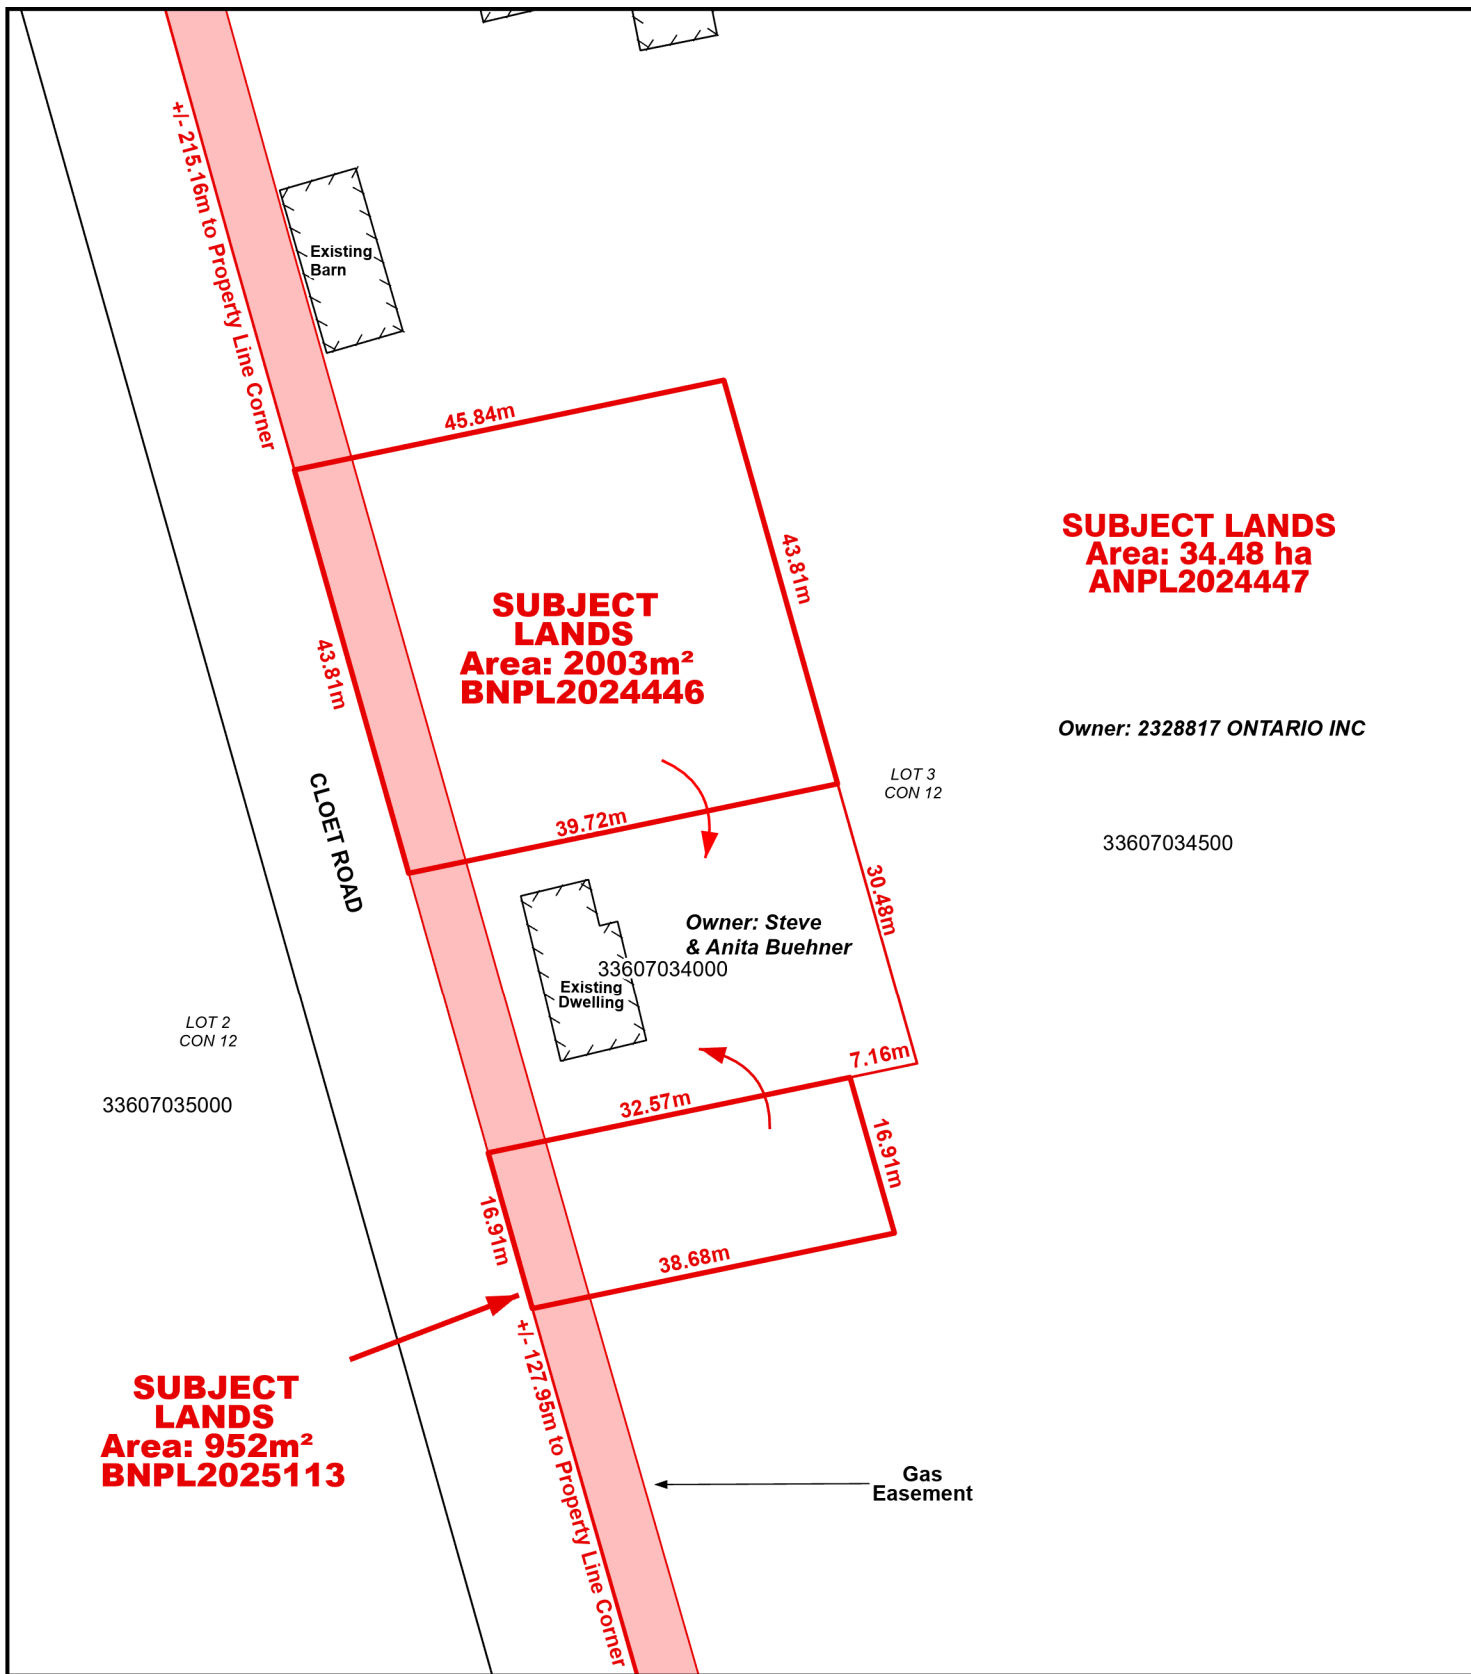 +/- 215.16m to Property Line Corner
Existing
Barn
45.84m
43.81m
SUBJECT LANDS
Area: 34.48 ha
ANPL2024447
SUBJECT
LANDS
Area: 2003m²
BNPL2024446
43.81m
Owner: 2328817 ONTARIO INC
LOT 3
CON 12
CLOET ROAD
39.72m
33607034500
30.48m
Owner: Steve
& Anita Buehner
33607034000
Existing
Dwelling
LOT 2
CON 12
7.16m
33607035000
32.57m
16.91m
16.91m
38.68m
+/- 127.95m to Property Line Corner
SUBJECT
LANDS
Area: 952m²
BNPL2025113
Gas
Easement